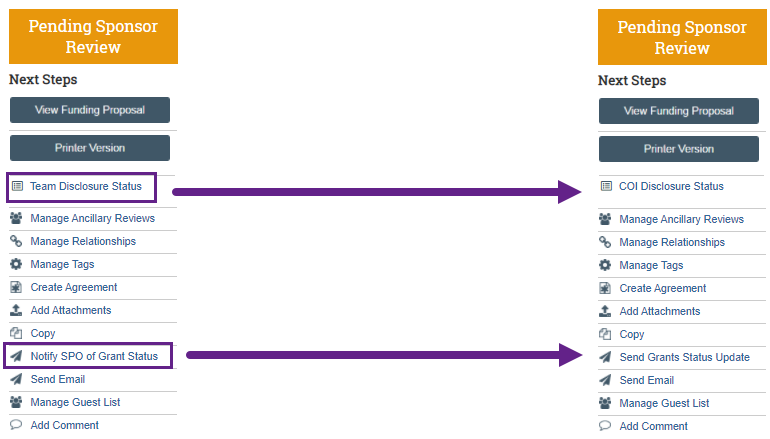 Pending Sponsor
Review
Next Steps
View Funding Proposal
Printer Version
Team Disclosure Status
Manage Ancillary Reviews
Manage Relationships
Manage Tags
Create Agreement
Add Attachments
Copy
Notify SPO of Grant Status
Send Email
Manage Guest List
Add Comment
Pending Sponsor
Review
Next Steps
View Funding Proposal
Printer Version
COI Disclosure Status
Manage Ancillary Reviews
Manage Relationships
Manage Tags
Create Agreement
Add Attachments
Copy
Send Grants Status Update
Send Email
Manage Guest List
Add Comment